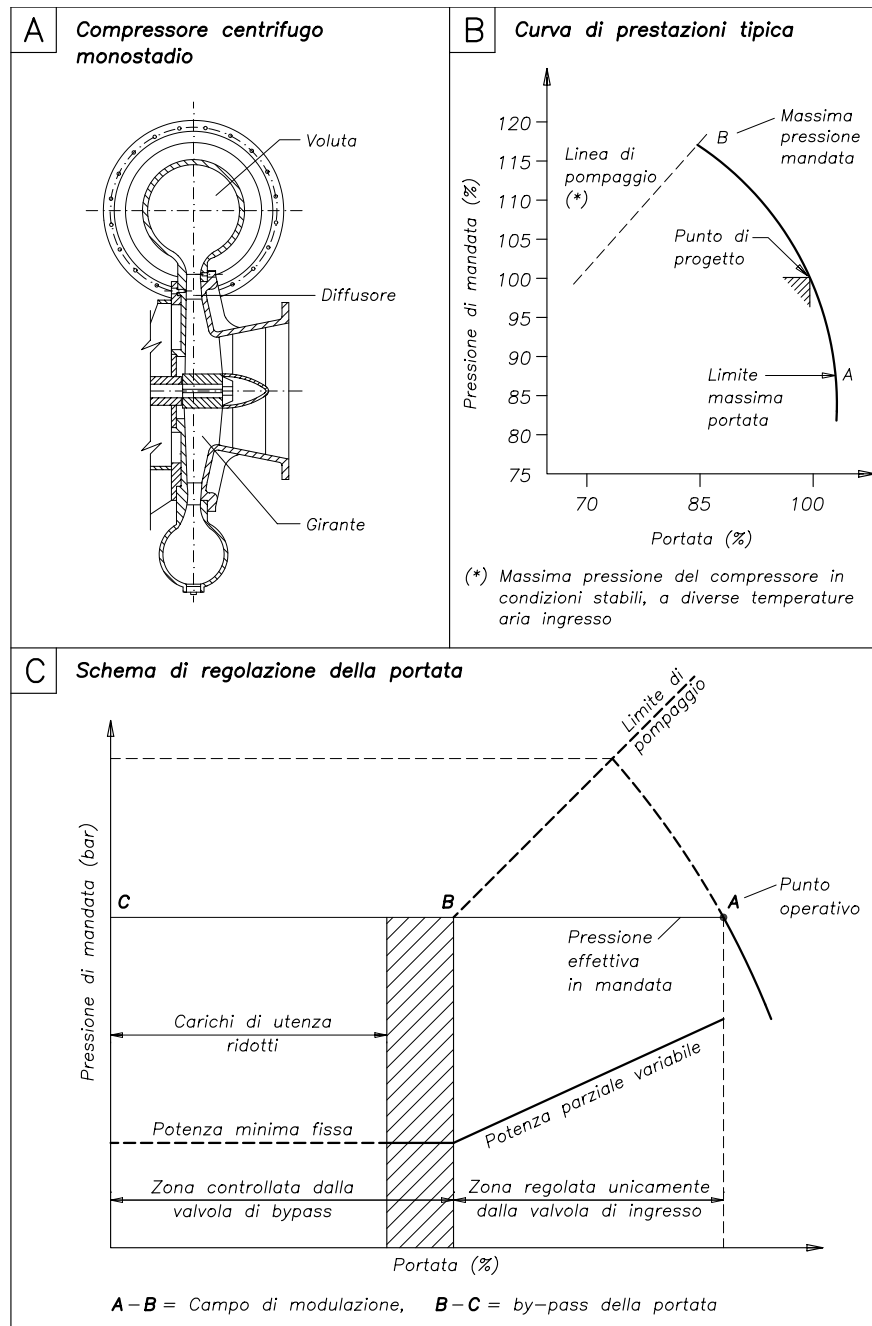 A
Compressore centrifugo
monostadio
Voluta
Diffusore
Girante
B
Curva di prestazioni tipica
Pressione di mandata (%)
120
115
110
105
100
95
90
85
80
75
70
85
100
Portata (%)
Linea di
pompaggio
(*)
B
Massima
pressione
mandata
Punto di
progetto
Limite
massima
portata
A
(*) Massima pressione del compressore in
condizioni stabili, a diverse temperature
aria ingresso
C
Schema di regolazione della portata
Pressione di mandata (bar)
Limite di
pompaggio
C
B
A
Punto
operativo
Pressione
effettiva
in mandata
Carichi di utenza
ridotti
Potenza minima fissa
Potenza parziale variabile
Zona controllata dalla
valvola di bypass
Zona regolata unicamente
dalla valvola di ingresso
Portata (%)
A-B = Campo di modulazione, B-C = by-pass della portata